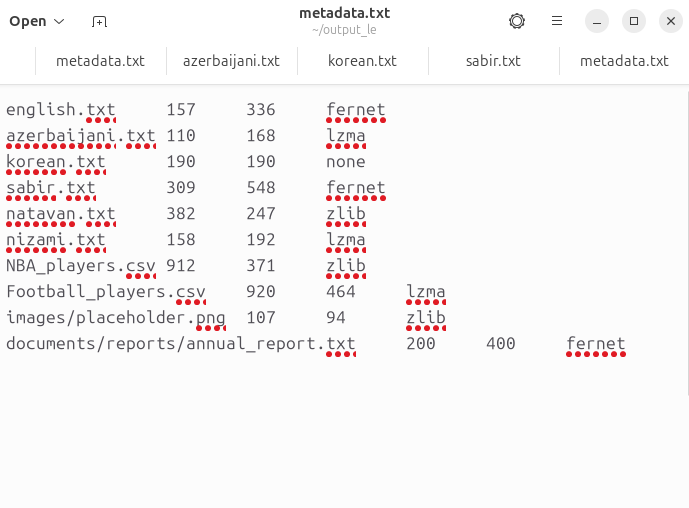 Open metadata.txt
~/output_le
metadata.txt azerbaijani.txt korean.txt sabir.txt metadata.txt
english.txt 157 336 fernet
azerbaijani.txt 110 168 lzma
korean.txt 190 190 none
sabir.txt 309 548 fernet
natavan.txt 382 247 zlib
nizami.txt 158 192 lzma
NBA_players.csv 912 371 zlib
Football_players.csv 920 464 lzma
images/placeholder.png 107 94 zlib
documents/reports/annual_report.txt 200 400 fernet